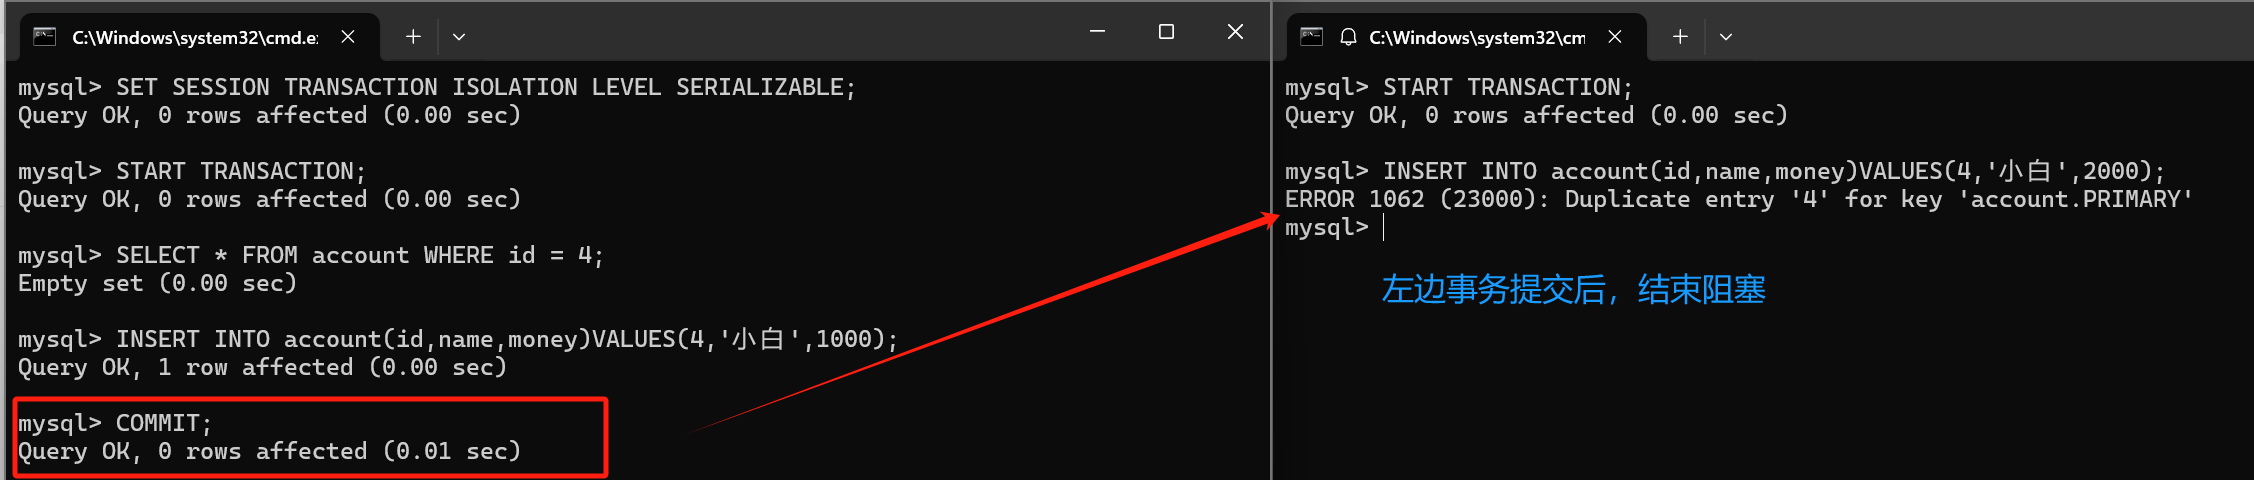 C:\Windows\system32\cmd.e
mysql> SET SESSION TRANSACTION ISOLATION LEVEL SERIALIZABLE;
Query OK, 0 rows affected (0.00 sec)
mysql> START TRANSACTION;
Query OK, 0 rows affected (0.00 sec)
mysql> SELECT * FROM account WHERE id = 4;
Empty set (0.00 sec)
mysql> INSERT INTO account(id,name,money)VALUES(4,'小白',1000);
Query OK, 1 row affected (0.00 sec)
mysql> COMMIT;
Query OK, 0 rows affected (0.01 sec)
C:\Windows\system32\cm
mysql> START TRANSACTION;
Query OK, 0 rows affected (0.00 sec)
mysql> INSERT INTO account(id,name,money)VALUES(4,'小白',2000);
ERROR 1062 (23000): Duplicate entry '4' for key 'account.PRIMARY'
mysql>
左边事务提交后，结束阻塞